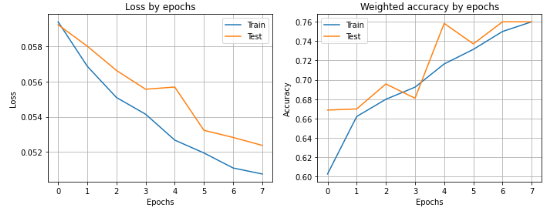 Loss by epochs
Train
Test
0.058
0.056
0.054
0.052
Loss
0 1 2 3 4 5 6 7
Epochs
Weighted accuracy by epochs
Train
Test
0.76
0.74
0.72
0.70
0.68
0.66
0.64
0.62
0.60
Accuracy
0 1 2 3 4 5 6 7
Epochs